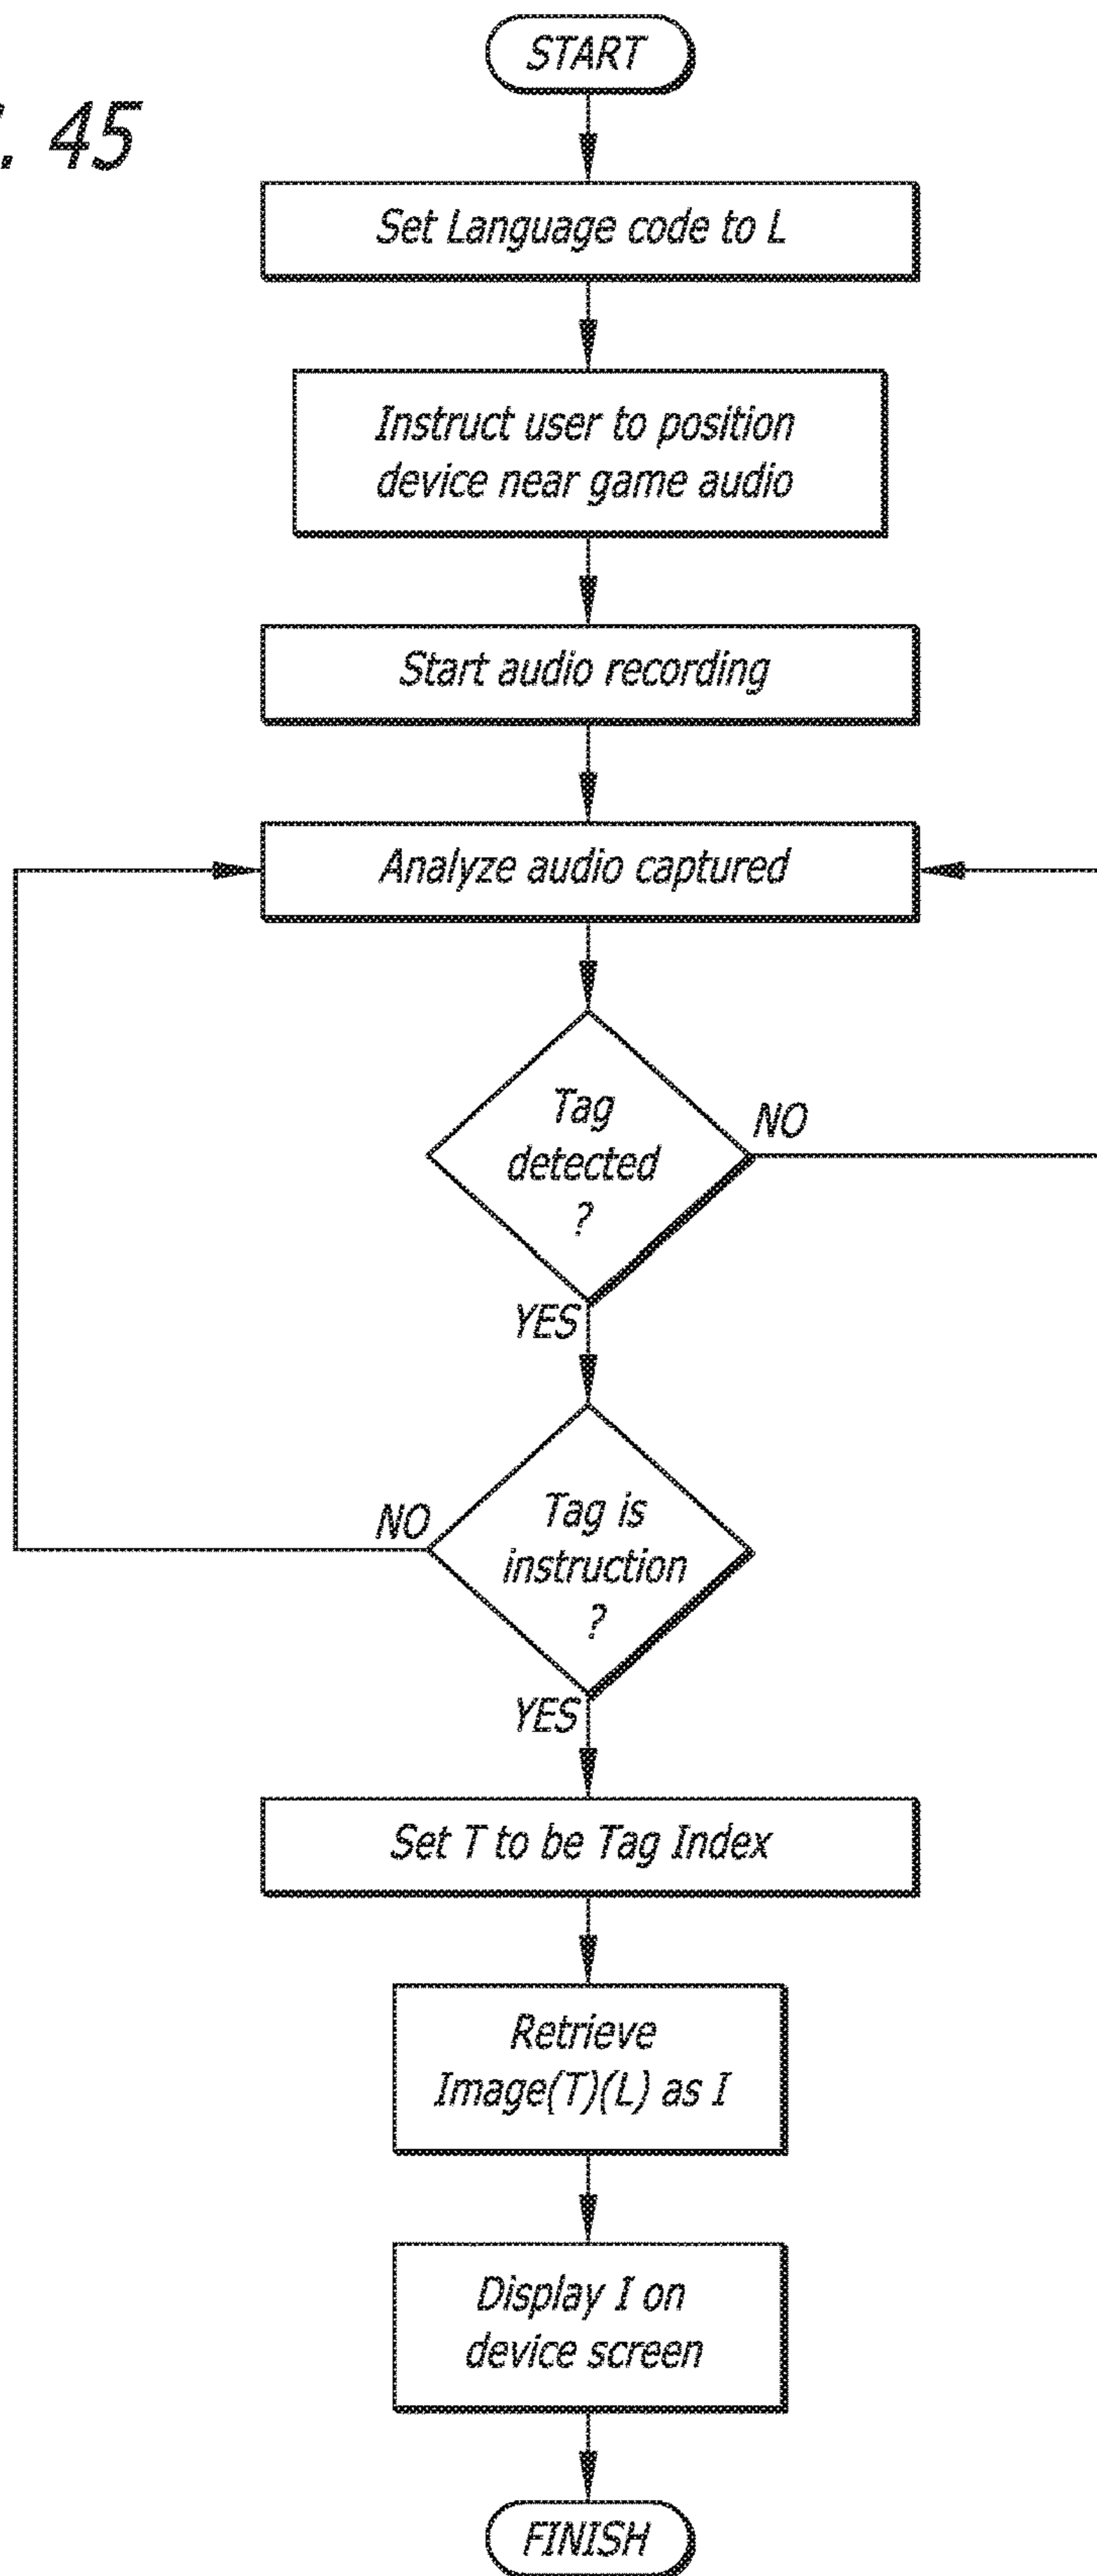 START
. 45
Set Language code to L
Instruct user to position
device near game audio
Start audio recording
Analyze audio captured
Tag
detected
?
NO
YES
Tag is
instruction
?
NO
YES
Set T to be Tag Index
Retrieve
Image(T)(L) as I
Display I on
device screen
FINISH